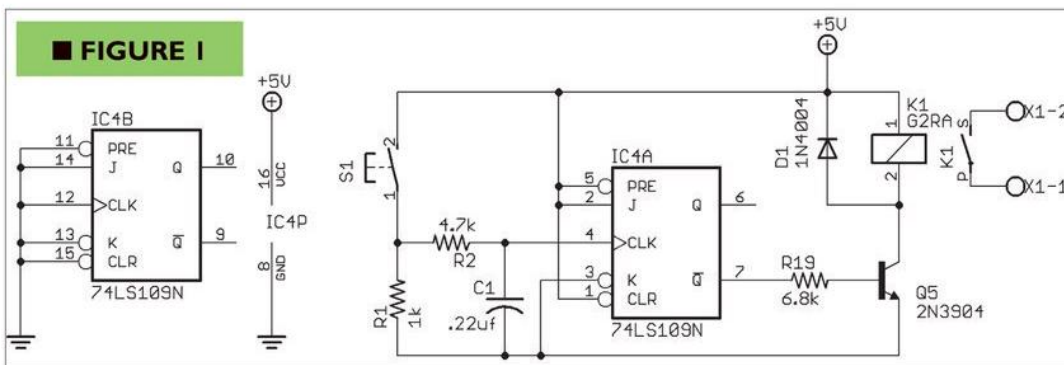 ■ FIGURE 1
+5V
+5V
IC4B
11 PRE
14 J Q 10
12 CLK
13 K Q 9
15 CLR
74LS109N
16 VCC
IC4P
8 GND
S1
2
1
4.7k
R2
R1
1k
C1
.22uf
IC4A
5 PRE
2 J Q 6
4 CLK
3 K Q 7
1 CLR
74LS109N
D1
1N4004
K1
G2RA
1
2
K1
S
P
X1-2
X1-1
R19
6.8k
Q5
2N3904